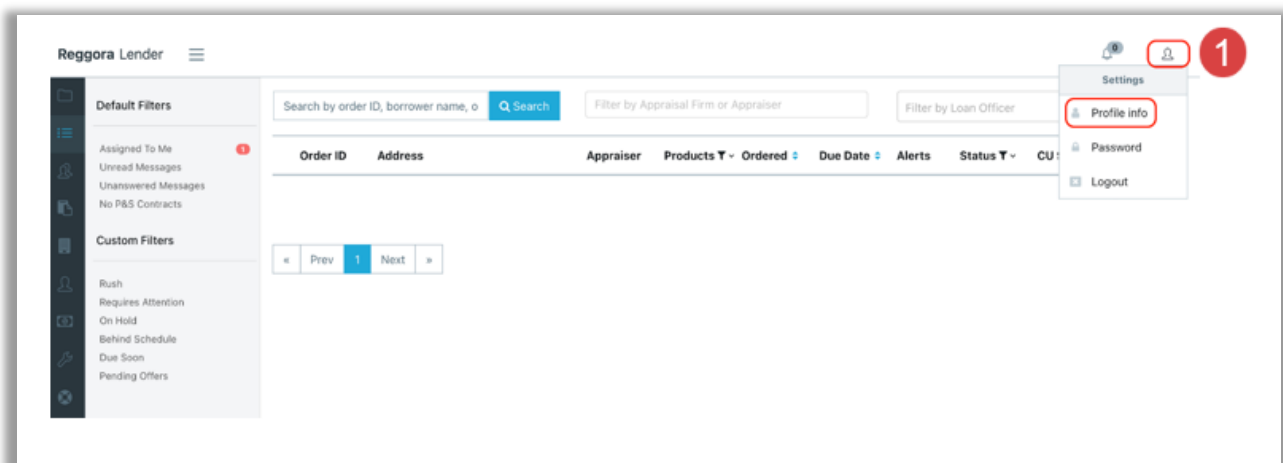 Reggora Lender
0
1
Settings
Profile info
Password
Logout
Default Filters
Assigned To Me 1
Unread Messages
Unanswered Messages
No P&S Contracts
Custom Filters
Rush
Requires Attention
On Hold
Behind Schedule
Due Soon
Pending Offers
Search by order ID, borrower name, o Search
Filter by Appraisal Firm or Appraiser
Filter by Loan Officer
Order ID Address Appraiser Products Ordered Due Date Alerts Status CU
« Prev 1 Next »